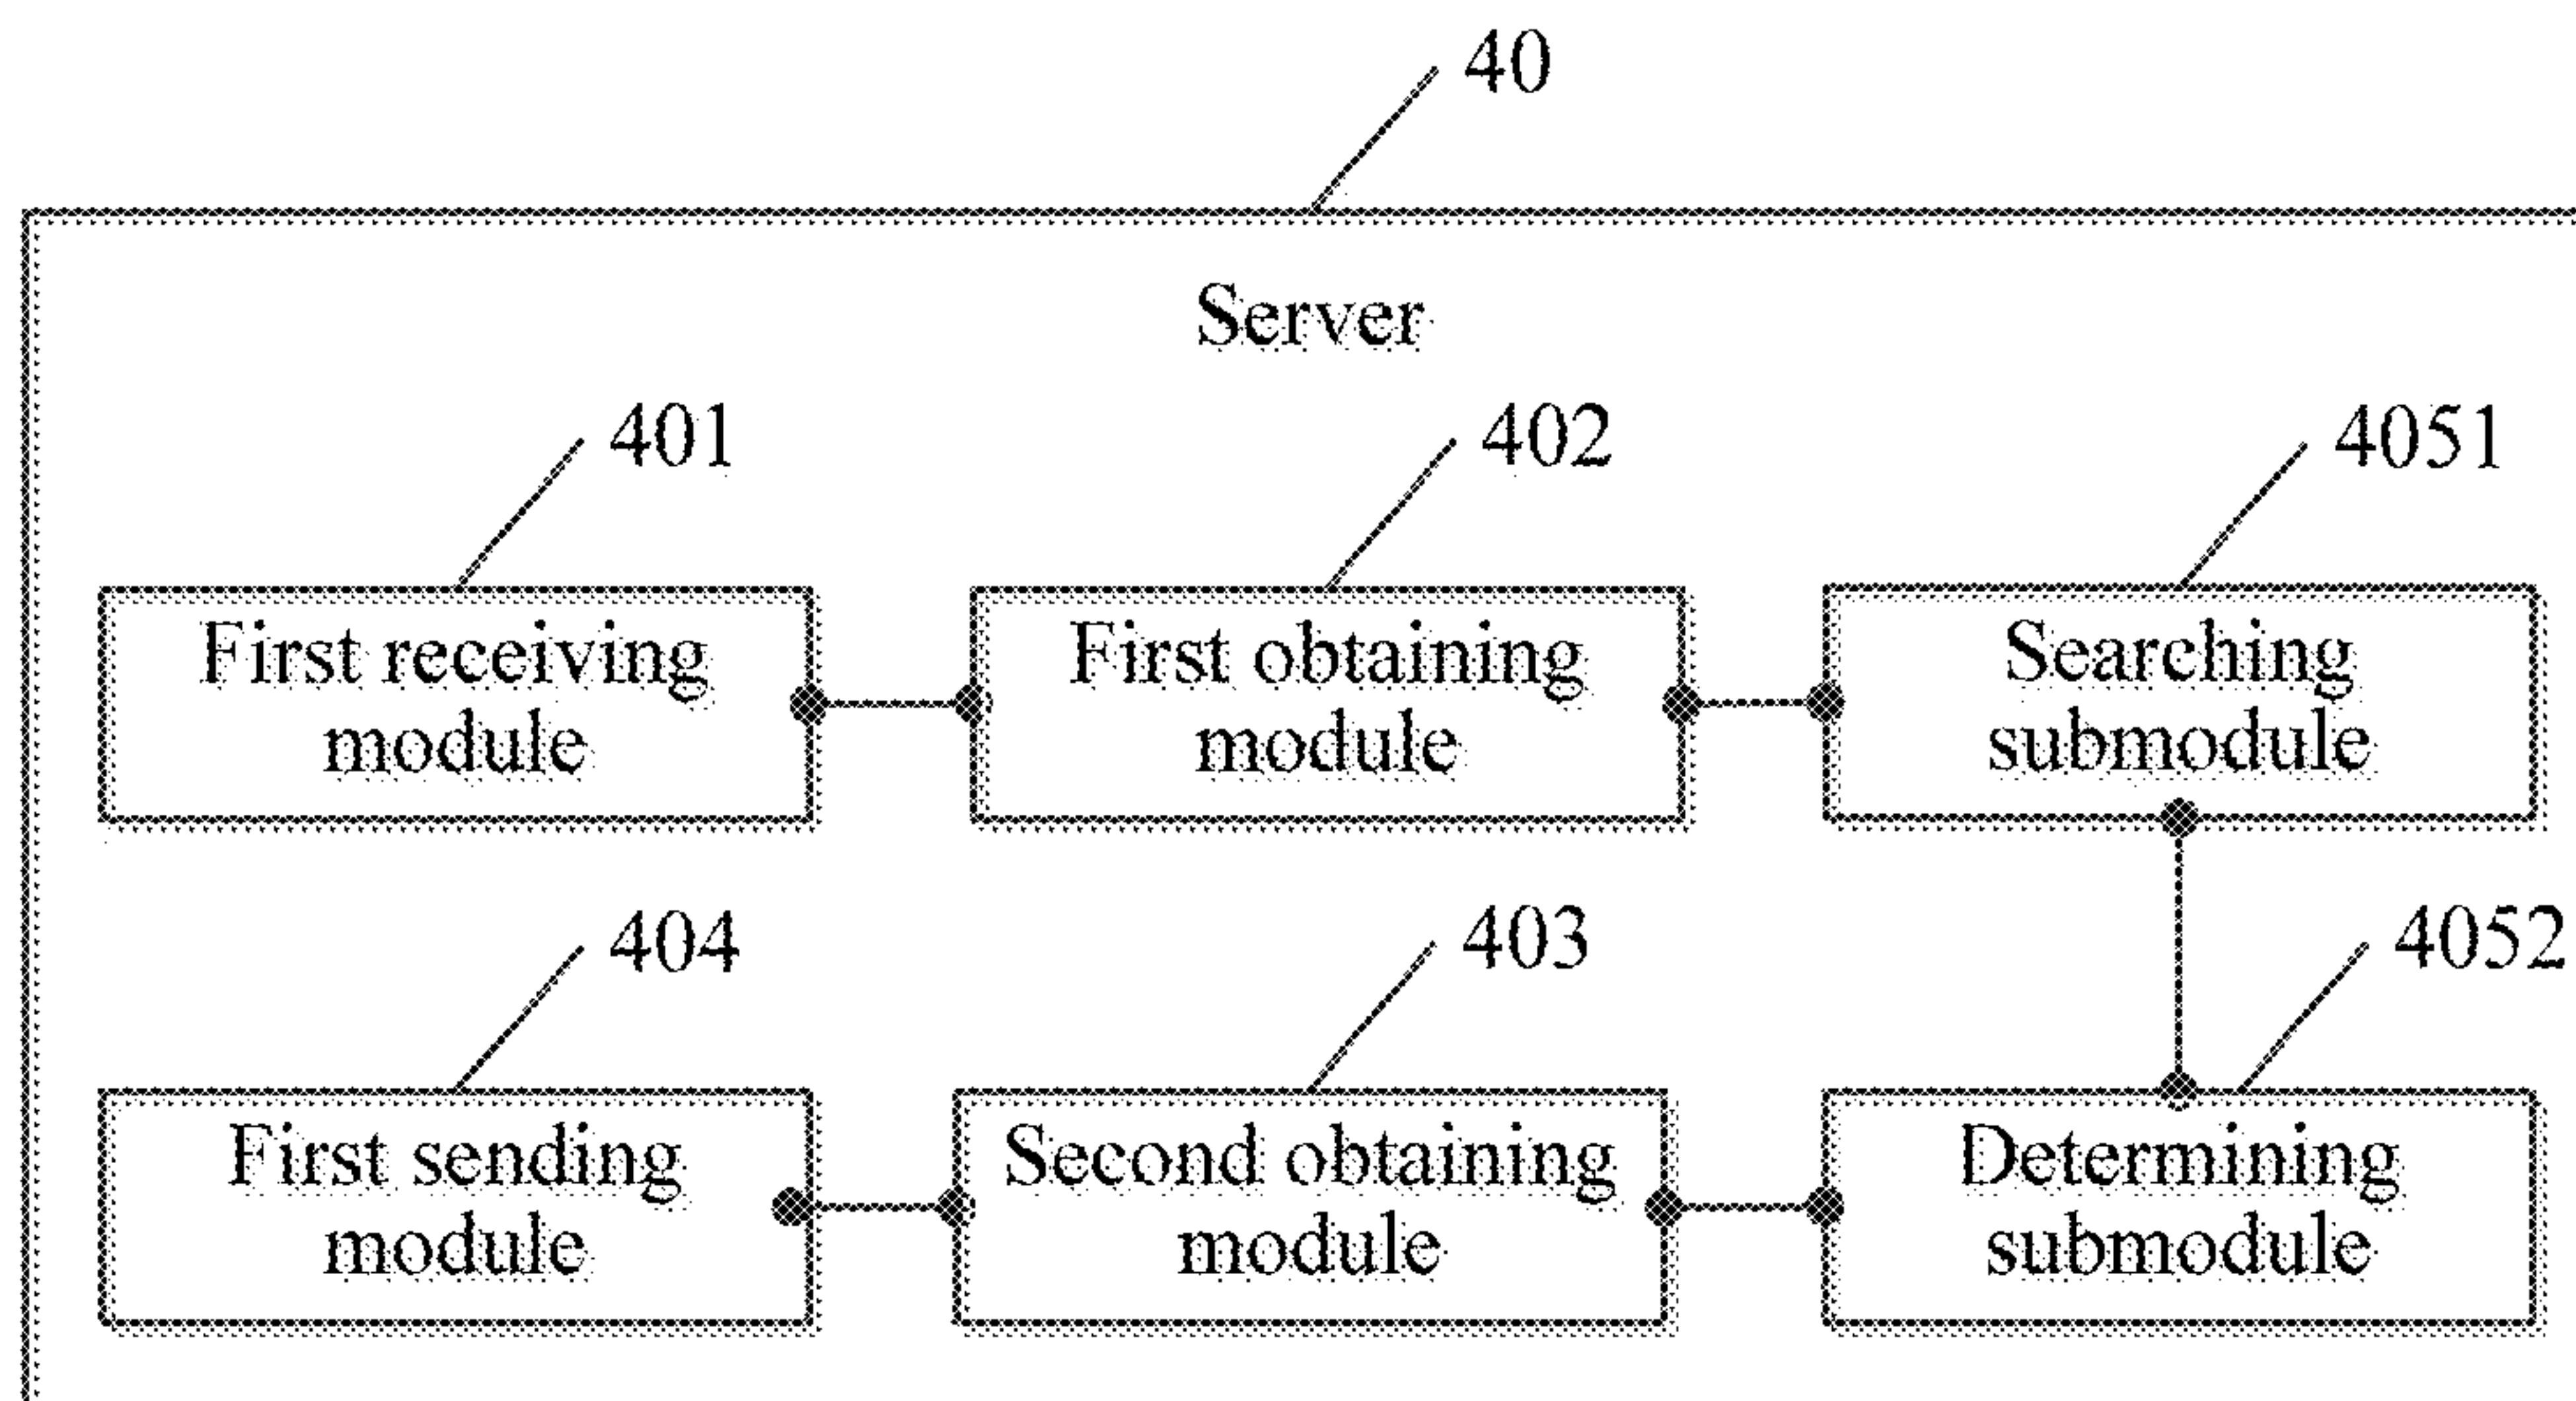 40
Server
401
402
4051
First receiving
module
First obtaining
module
Searching
submodule
404
403
4052
First sending
module
Second obtaining
module
Determining
submodule